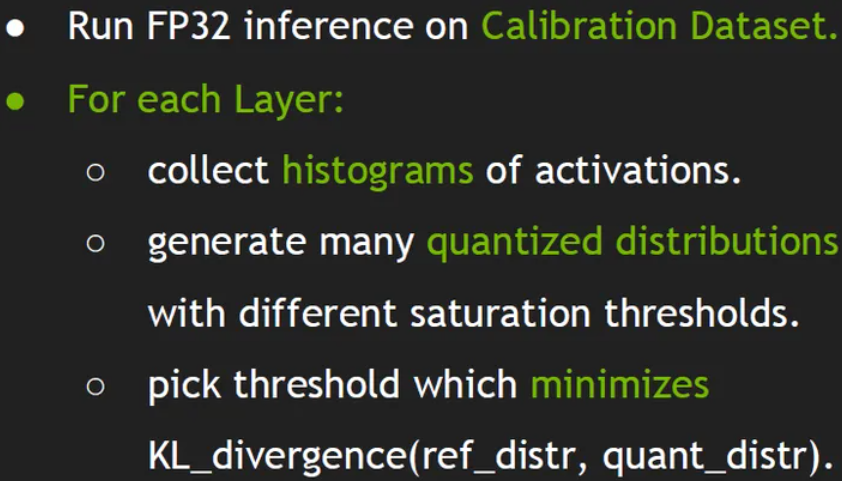 ● Run FP32 inference on Calibration Dataset.
● For each Layer:
○ collect histograms of activations.
○ generate many quantized distributions
with different saturation thresholds.
○ pick threshold which minimizes
KL_divergence(ref_distr, quant_distr).